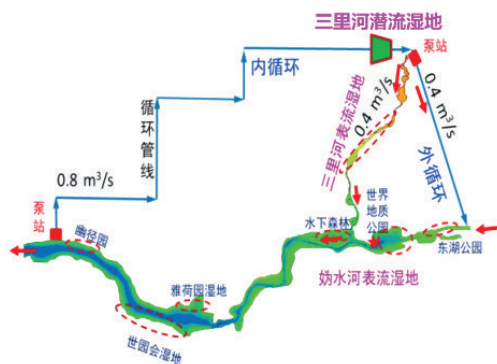 三里河潜流湿地
泵站
内循环
0.4 m³/s
0.4 m³/s
三里河表流湿地
外循环
循环管线
0.8 m³/s
泵
站
世界
地质
公园
水下森林
幽径园
东湖公园
妫水河表流湿地
雅荷园湿地
世园会湿地